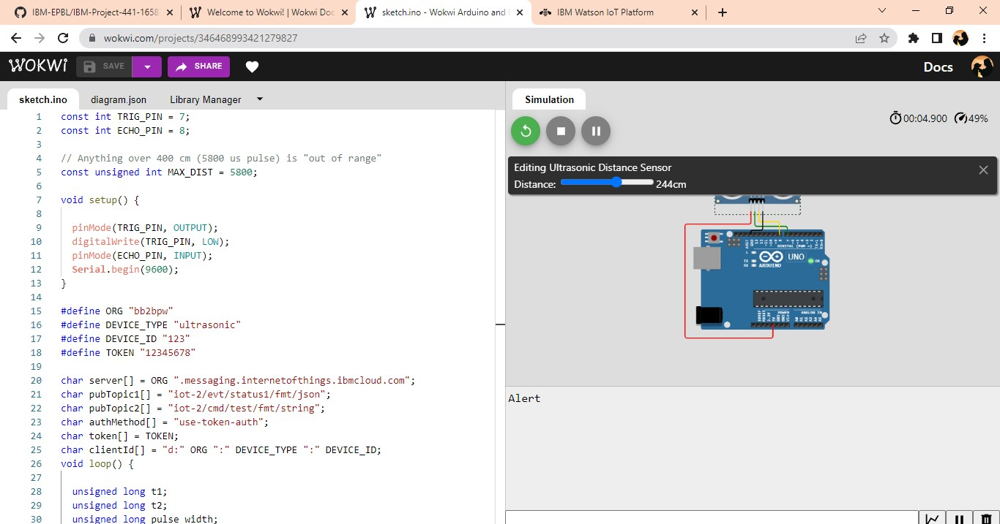 IBM-EPBL/IBM-Project-441-1658
Welcome to Wokwi! | Wokwi Doc
sketch.ino - Wokwi Arduino and
IBM Watson IoT Platform
wokwi.com/projects/346468993421279827
WOKWi
SAVE
SHARE
Docs
sketch.ino
diagram.json
Library Manager
1 const int TRIG_PIN = 7;
2 const int ECHO_PIN = 8;
3
4 // Anything over 400 cm (5800 us pulse) is "out of range"
5 const unsigned int MAX_DIST = 5800;
6
7 void setup() {
8
9 pinMode(TRIG_PIN, OUTPUT);
10 digitalWrite(TRIG_PIN, LOW);
11 pinMode(ECHO_PIN, INPUT);
12 Serial.begin(9600);
13 }
14
15 #define ORG "bb2bpw"
16 #define DEVICE_TYPE "ultrasonic"
17 #define DEVICE_ID "123"
18 #define TOKEN "12345678"
19
20 char server[] = ORG ".messaging.internetofthings.ibmcloud.com";
21 char pubTopic1[] = "iot-2/evt/status1/fmt/json";
22 char pubTopic2[] = "iot-2/cmd/test/fmt/string";
23 char authMethod[] = "use-token-auth";
24 char token[] = TOKEN;
25 char clientId[] = "d:" ORG ":" DEVICE_TYPE ":" DEVICE_ID;
26 void loop() {
27
28 unsigned long t1;
29 unsigned long t2;
30 unsigned long pulse_width;
Simulation
00:04.900
49%
Editing Ultrasonic Distance Sensor
Distance: 244cm
DIGITAL (PWM ~)
UNO
ON
L
TX
RX
ARDUINO
POWER
ANALOG IN
Alert